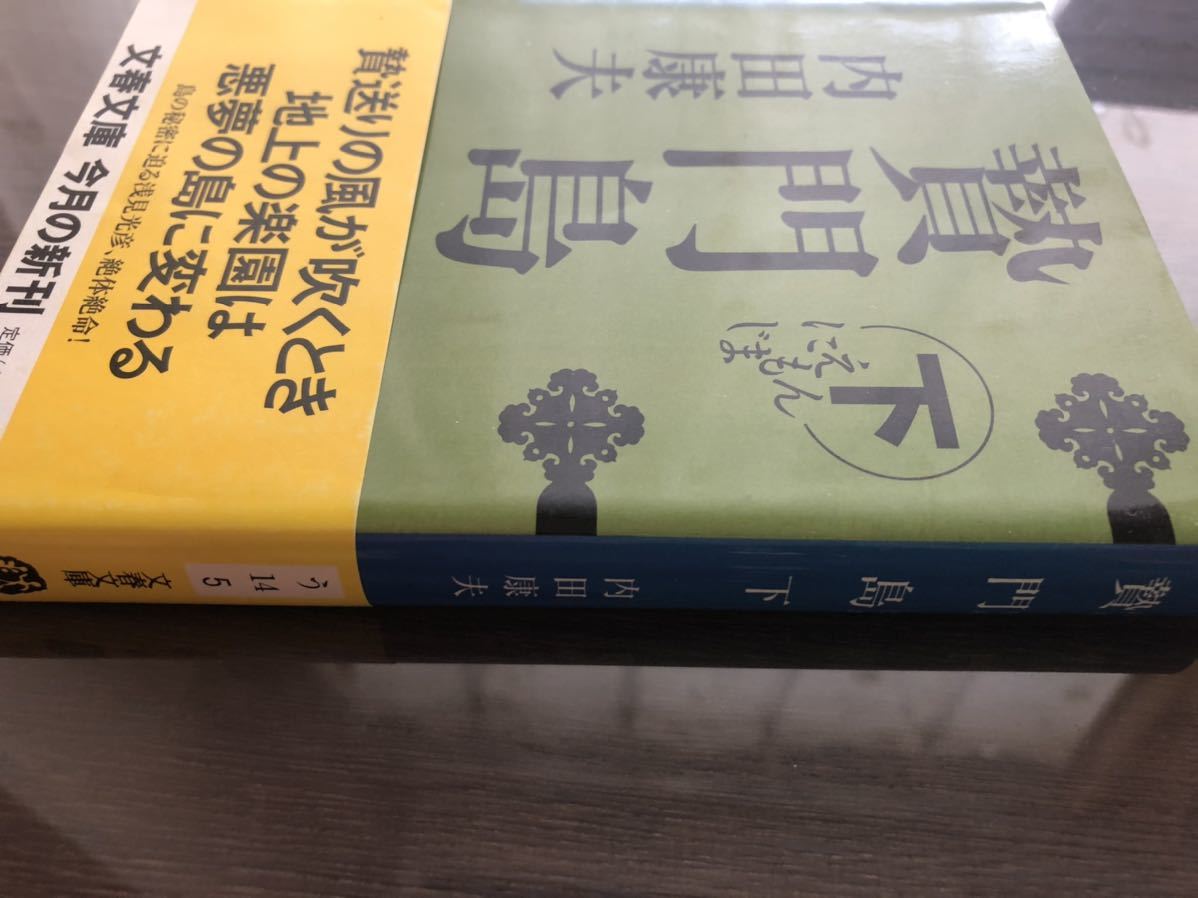 贄門島
下
にえもん
じま
内田康夫
贄送りの風が吹くとき
地上の楽園は
悪夢の島に変わる
島の秘密に迫る浅見光彦、絶体絶命!
文春文庫 今月の新刊
定価
贄門島 下 内田康夫
う
14
5
文春文庫